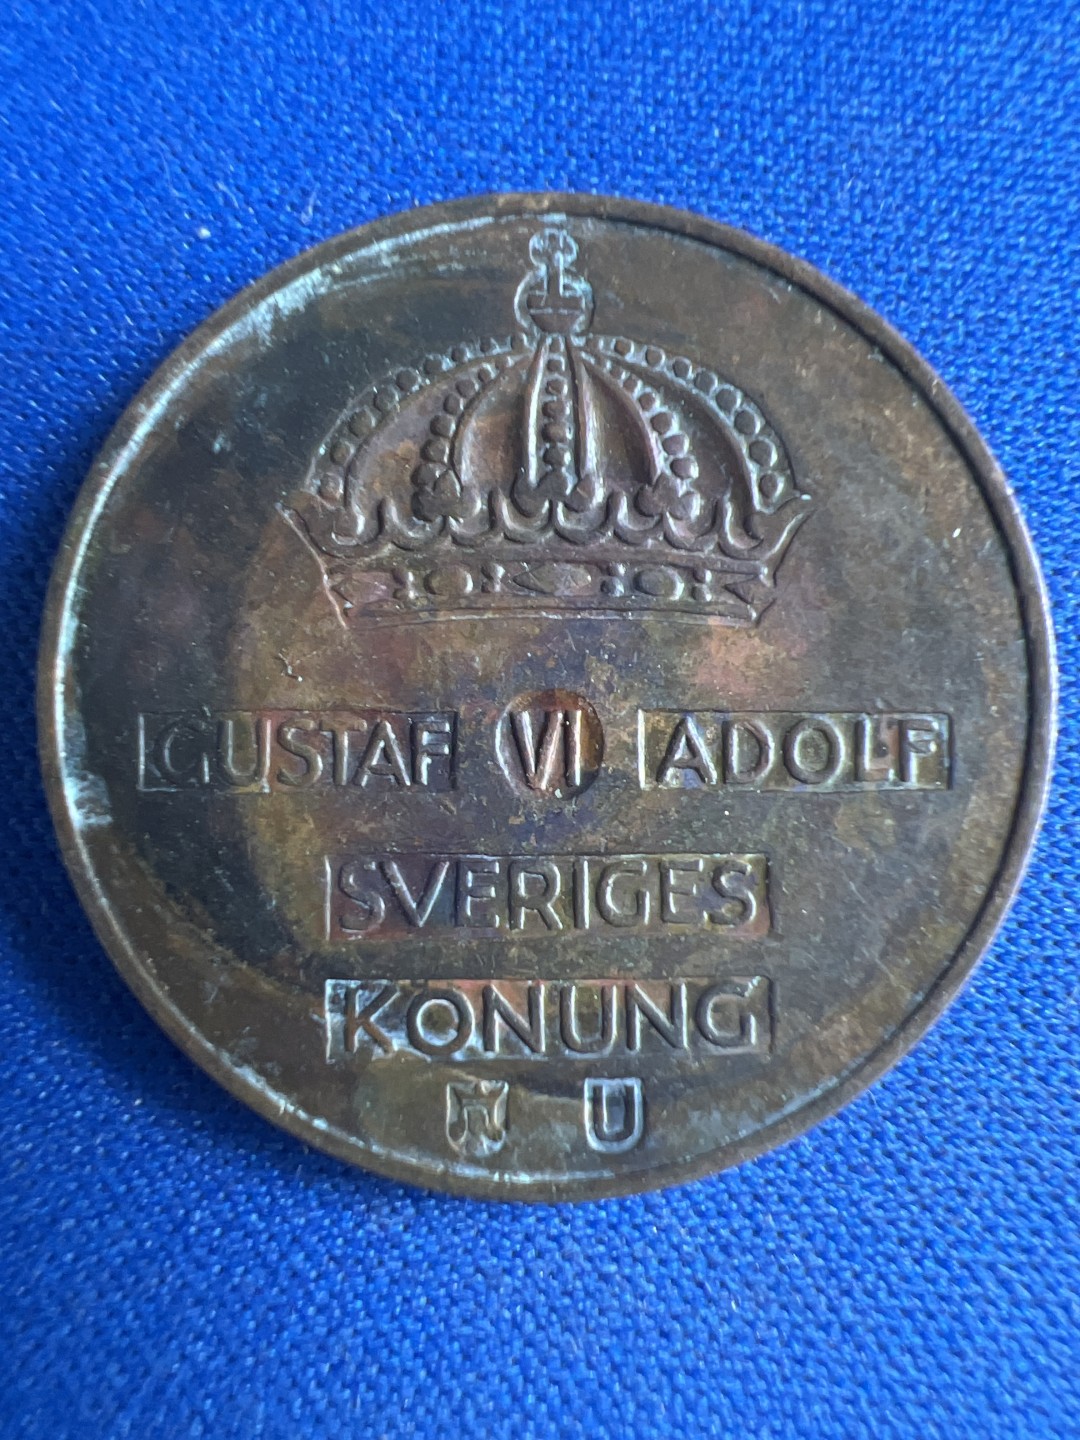 GUSTAF VI ADOLF
SVERIGES
KONUNG
U